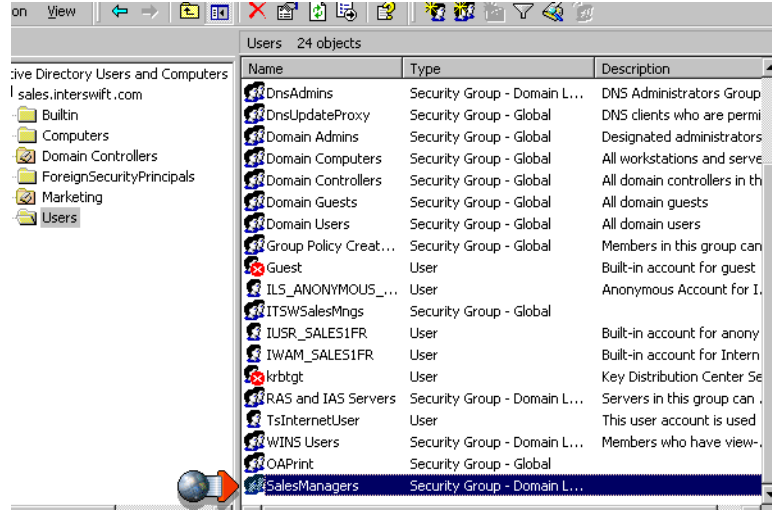 on View
Users 24 objects
tive Directory Users and Computers
sales.interswift.com
Builtin
Computers
Domain Controllers
ForeignSecurityPrincipals
Marketing
Users
Name Type Description
DnsAdmins Security Group - Domain L... DNS Administrators Group
DnsUpdateProxy Security Group - Global DNS clients who are permi
Domain Admins Security Group - Global Designated administrators
Domain Computers Security Group - Global All workstations and serve
Domain Controllers Security Group - Global All domain controllers in th
Domain Guests Security Group - Global All domain guests
Domain Users Security Group - Global All domain users
Group Policy Creat... Security Group - Global Members in this group can
Guest User Built-in account for guest
ILS_ANONYMOUS_... User Anonymous Account for I.
ITSWSalesMngs Security Group - Global
IUSR_SALES1FR User Built-in account for anony
IWAM_SALES1FR User Built-in account for Intern
krbtgt User Key Distribution Center Se
RAS and IAS Servers Security Group - Domain L... Servers in this group can .
TsInternetUser User This user account is used
WINS Users Security Group - Domain L... Members who have view-.
OAPrint Security Group - Global
SalesManagers Security Group - Domain L...